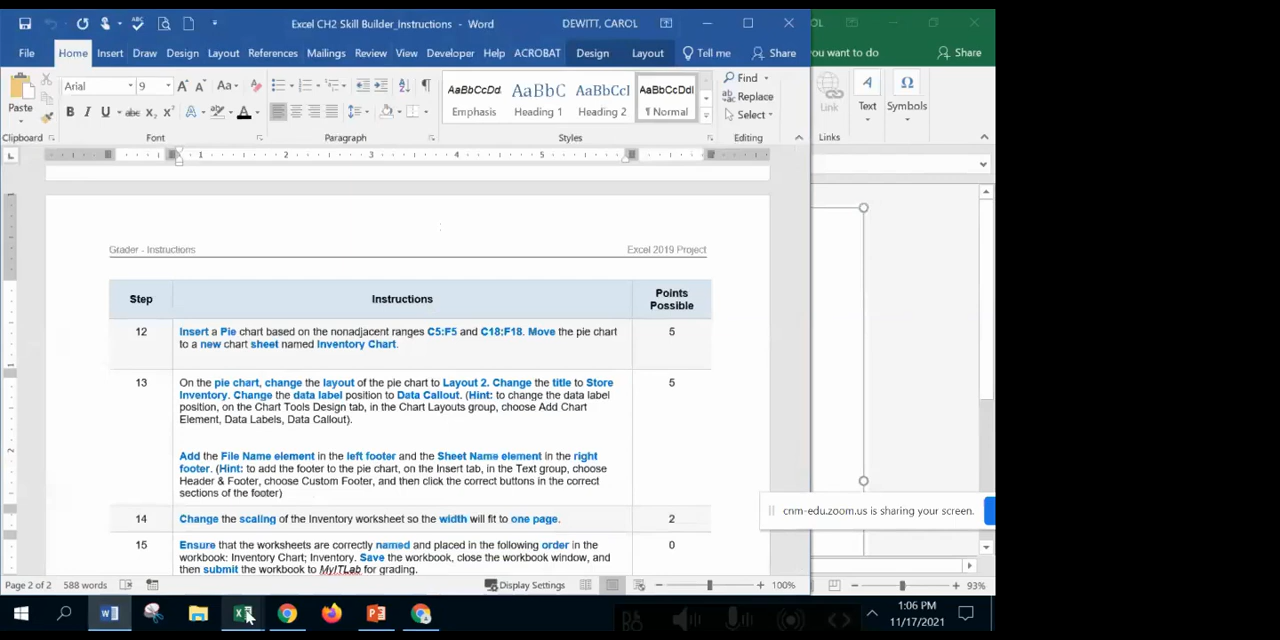 Excel CH2 Skill Builder_Instructions - Word
DEWITT, CAROL
OL
File Home Insert Draw Design Layout References Mailings Review View Developer Help ACROBAT Design Layout Tell me Share
you want to do Share
Paste
Arial 9
Aa
B I U abc X₂ X² A A
AaBbCcDd AaBbC AaBbCcI AaBbCcDdI
Emphasis Heading 1 Heading 2 ¶ Normal
Find
Replace
Select
Link Text Symbols
Clipboard Font Paragraph Styles Editing Links
1 2 3 4 5
Grader - Instructions Excel 2019 Project
Step Instructions Points Possible
12 Insert a Pie chart based on the nonadjacent ranges C5:F5 and C18:F18. Move the pie chart 5
to a new chart sheet named Inventory Chart.
13 On the pie chart, change the layout of the pie chart to Layout 2. Change the title to Store 5
Inventory. Change the data label position to Data Callout. (Hint: to change the data label
position, on the Chart Tools Design tab, in the Chart Layouts group, choose Add Chart
Element, Data Labels, Data Callout).
Add the File Name element in the left footer and the Sheet Name element in the right
footer. (Hint: to add the footer to the pie chart, on the Insert tab, in the Text group, choose
Header & Footer, choose Custom Footer, and then click the correct buttons in the correct
sections of the footer)
cnm-edu.zoom.us is sharing your screen.
14 Change the scaling of the Inventory worksheet so the width will fit to one page. 2
15 Ensure that the worksheets are correctly named and placed in the following order in the 0
workbook: Inventory Chart; Inventory. Save the workbook, close the workbook window, and
then submit the workbook to MyITLab for grading.
Page 2 of 2 588 words Display Settings 100% 93%
1:06 PM
11/17/2021